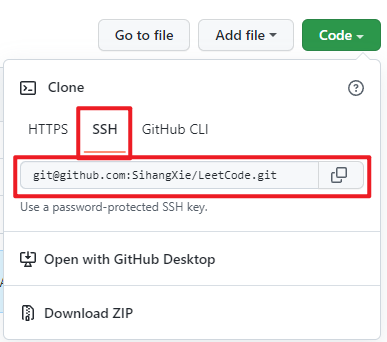 Go to file Add file Code
Clone
HTTPS SSH GitHub CLI
git@github.com:SihangXie/LeetCode.git
Use a password-protected SSH key.
Open with GitHub Desktop
Download ZIP